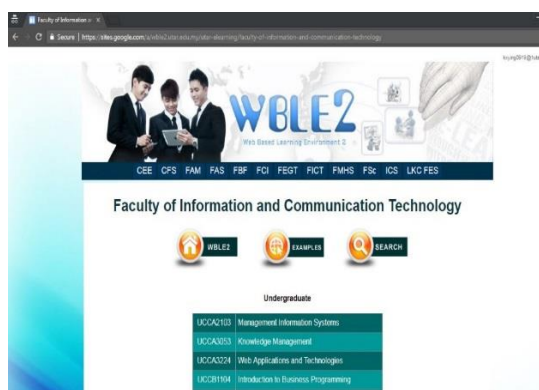 Faculty of Information
Secure | https://sites.google.com/a/wble2.utar.edu.my/utar-elearning/faculty-of-information-and-communication-technology
WBLE2
Web Based Learning Environment 2
CEE CFS FAM FAS FBF FCI FEGT FICT FMHS FSc ICS LKC FES
Faculty of Information and Communication Technology
WBLE2 EXAMPLES SEARCH
Undergraduate
UCCA2103 Management Information Systems
UCCA3053 Knowledge Management
UCCA3224 Web Applications and Technologies
UCCB1104 Introduction to Business Programming